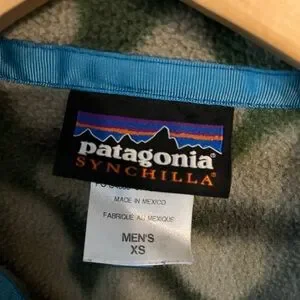 patagonia®
SYNCHILLA®
MADE IN MEXICO
FABRIQUE AU MEXIQUE
MEN'S
XS